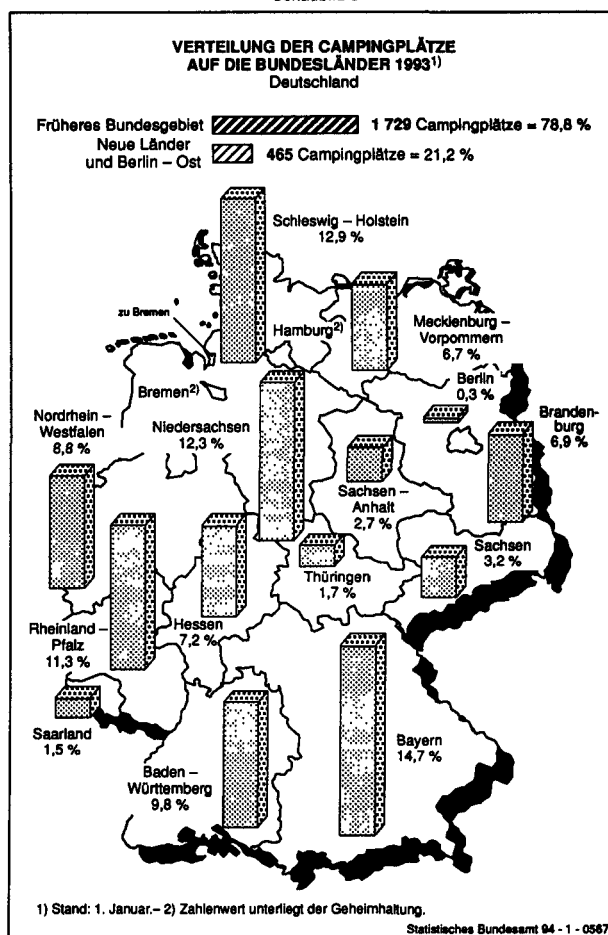 VERTEILUNG DER CAMPINGPLÄTZE
AUF DIE BUNDESLÄNDER 1993¹⁾
Deutschland
Früheres Bundesgebiet 1 729 Campingplätze = 78,8 %
Neue Länder
und Berlin – Ost 465 Campingplätze = 21,2 %
Schleswig – Holstein
12,9 %
zu Bremen
Hamburg²⁾
Mecklenburg –
Vorpommern
6,7 %
Bremen²⁾
Berlin
0,3 %
Nordrhein –
Westfalen
8,8 %
Niedersachsen
12,3 %
Branden-
burg
6,9 %
Sachsen –
Anhalt
2,7 %
Sachsen
3,2 %
Thüringen
1,7 %
Hessen
7,2 %
Rheinland –
Pfalz
11,3 %
Saarland
1,5 %
Bayern
14,7 %
Baden –
Württemberg
9,8 %
1) Stand: 1. Januar.– 2) Zahlenwert unterliegt der Geheimhaltung.
Statistisches Bundesamt 94 - 1 - 0567